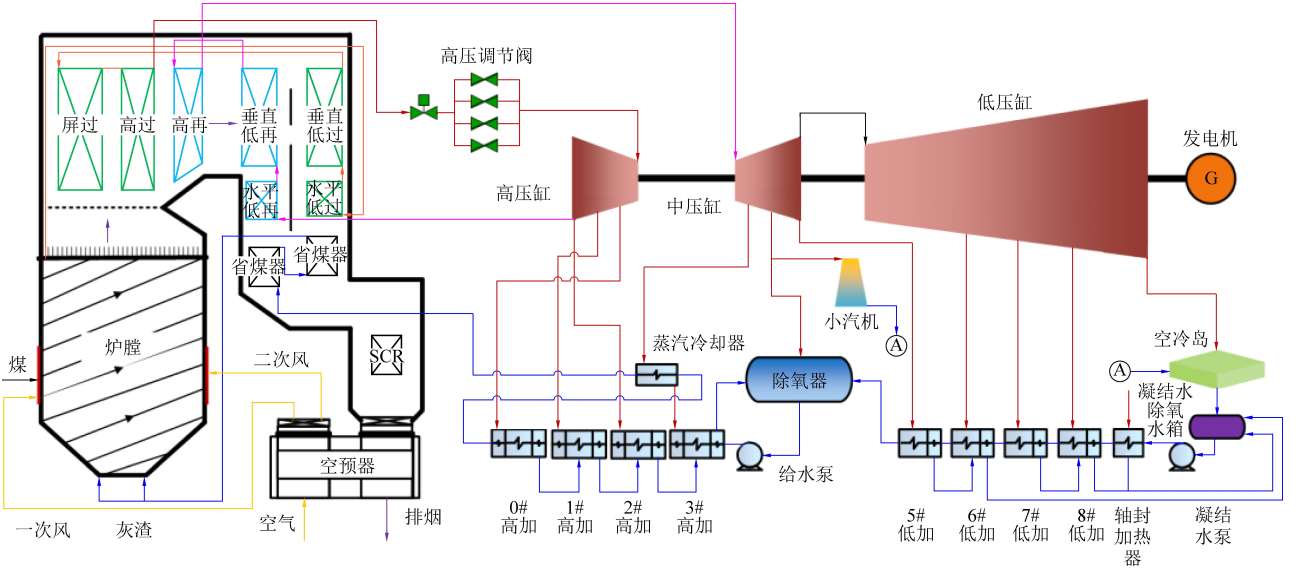 高压调节阀
屏过
高过
高再
垂直
低再
垂直
低过
水平
低再
水平
低过
高压缸
中压缸
低压缸
发电机
G
省煤器
省煤器
炉膛
煤
二次风
SCR
空预器
一次风
灰渣
空气
排烟
蒸汽冷却器
除氧器
小汽机
A
空冷岛
A
凝结水
除氧
水箱
给水泵
0#
高加
1#
高加
2#
高加
3#
高加
5#
低加
6#
低加
7#
低加
8#
低加
轴封
加热
器
凝结
水泵